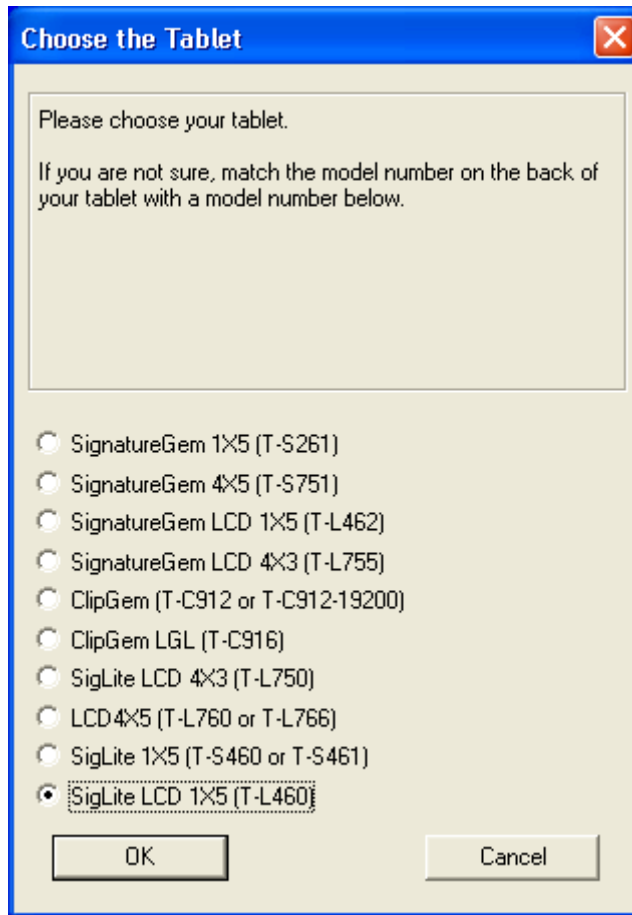 Choose the Tablet
Please choose your tablet.
If you are not sure, match the model number on the back of
your tablet with a model number below.
SignatureGem 1X5 (T-S261)
SignatureGem 4X5 (T-S751)
SignatureGem LCD 1X5 (T-L462)
SignatureGem LCD 4X3 (T-L755)
ClipGem (T-C912 or T-C912-19200)
ClipGem LGL (T-C916)
SigLite LCD 4X3 (T-L750)
LCD4X5 (T-L760 or T-L766)
SigLite 1X5 (T-S460 or T-S461)
SigLite LCD 1X5 (T-L460)
OK
Cancel